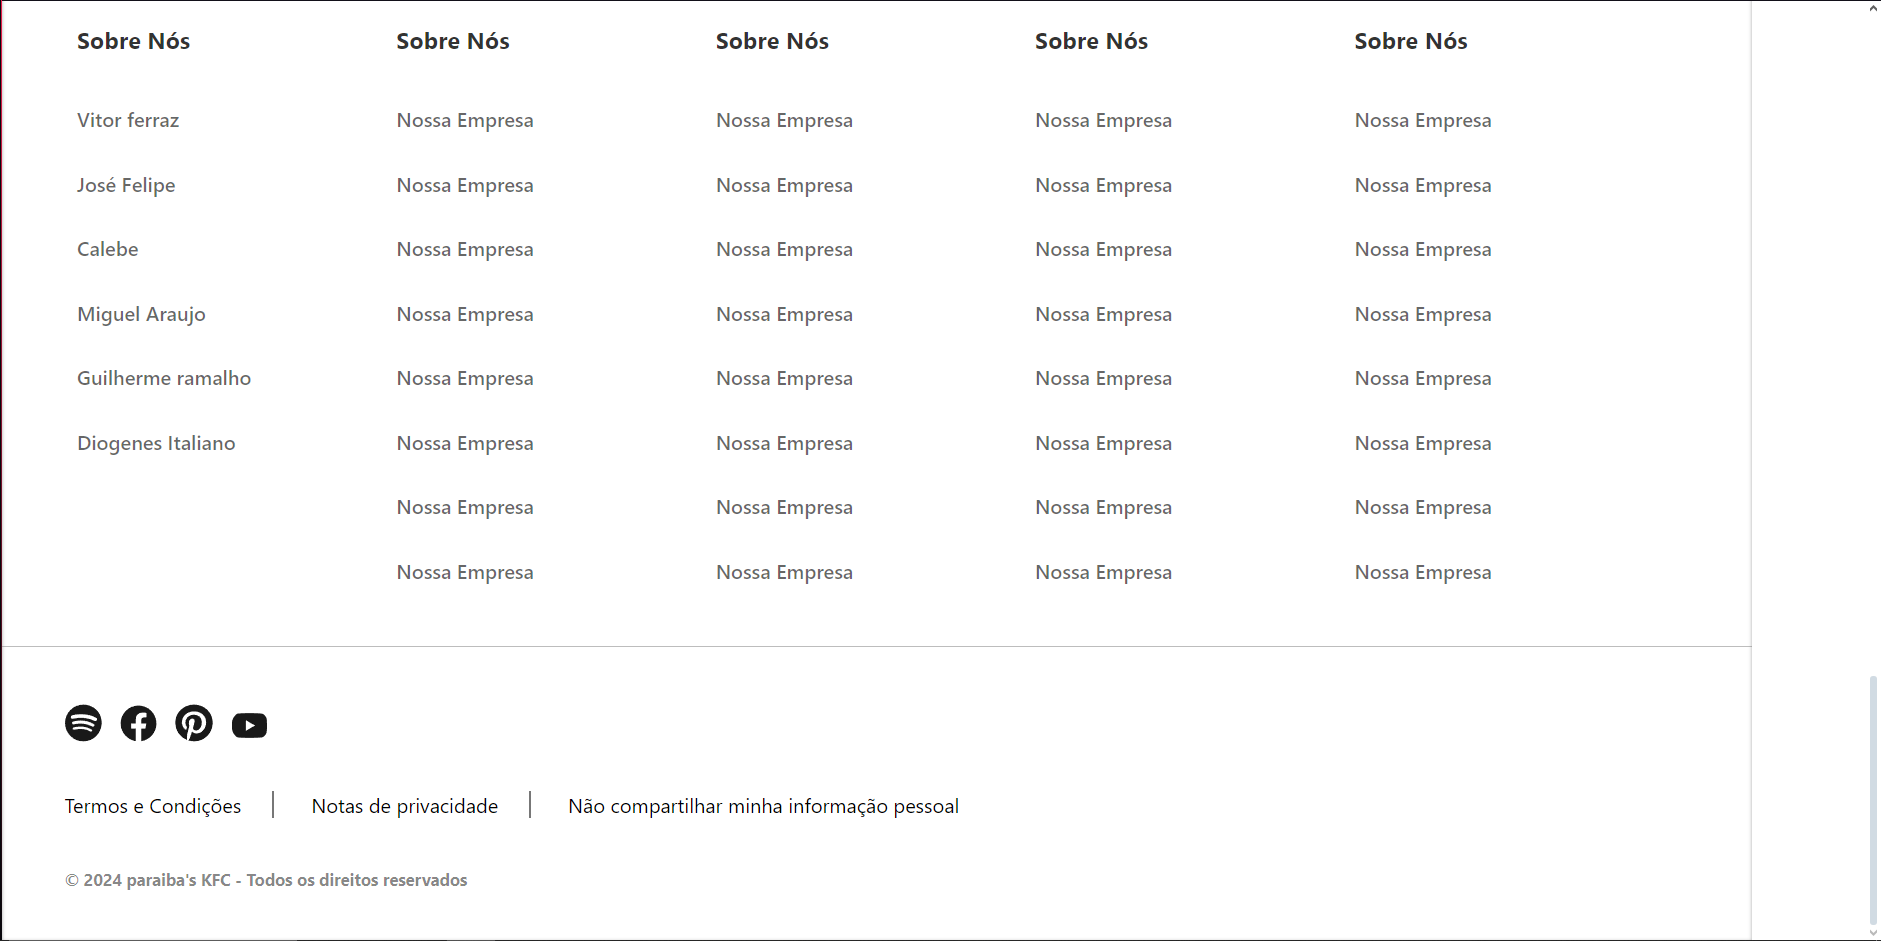 Sobre Nós Sobre Nós Sobre Nós Sobre Nós Sobre Nós
Vitor ferraz Nossa Empresa Nossa Empresa Nossa Empresa Nossa Empresa
José Felipe Nossa Empresa Nossa Empresa Nossa Empresa Nossa Empresa
Calebe Nossa Empresa Nossa Empresa Nossa Empresa Nossa Empresa
Miguel Araujo Nossa Empresa Nossa Empresa Nossa Empresa Nossa Empresa
Guilherme ramalho Nossa Empresa Nossa Empresa Nossa Empresa Nossa Empresa
Diogenes Italiano Nossa Empresa Nossa Empresa Nossa Empresa Nossa Empresa
Nossa Empresa Nossa Empresa Nossa Empresa Nossa Empresa
Nossa Empresa Nossa Empresa Nossa Empresa Nossa Empresa
Termos e Condições Notas de privacidade Não compartilhar minha informação pessoal
© 2024 paraiba's KFC - Todos os direitos reservados